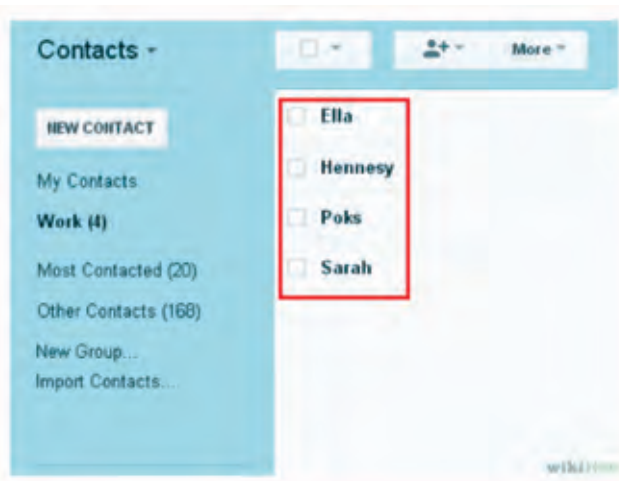 Contacts
More
NEW CONTACT
My Contacts
Work (4)
Most Contacted (20)
Other Contacts (168)
New Group...
Import Contacts...
Ella
Hennesy
Poks
Sarah
wikiHow